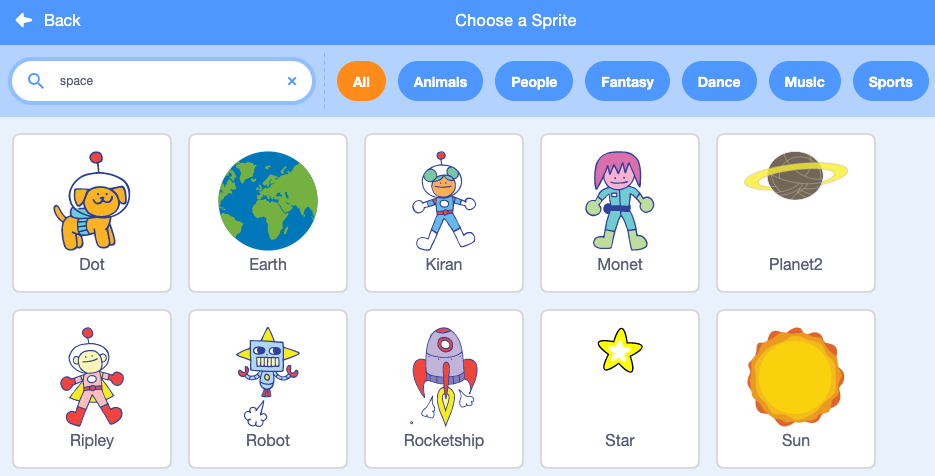 Back
Choose a Sprite
space
All
Animals
People
Fantasy
Dance
Music
Sports
Dot
Earth
Kiran
Monet
Planet2
Ripley
Robot
Rocketship
Star
Sun